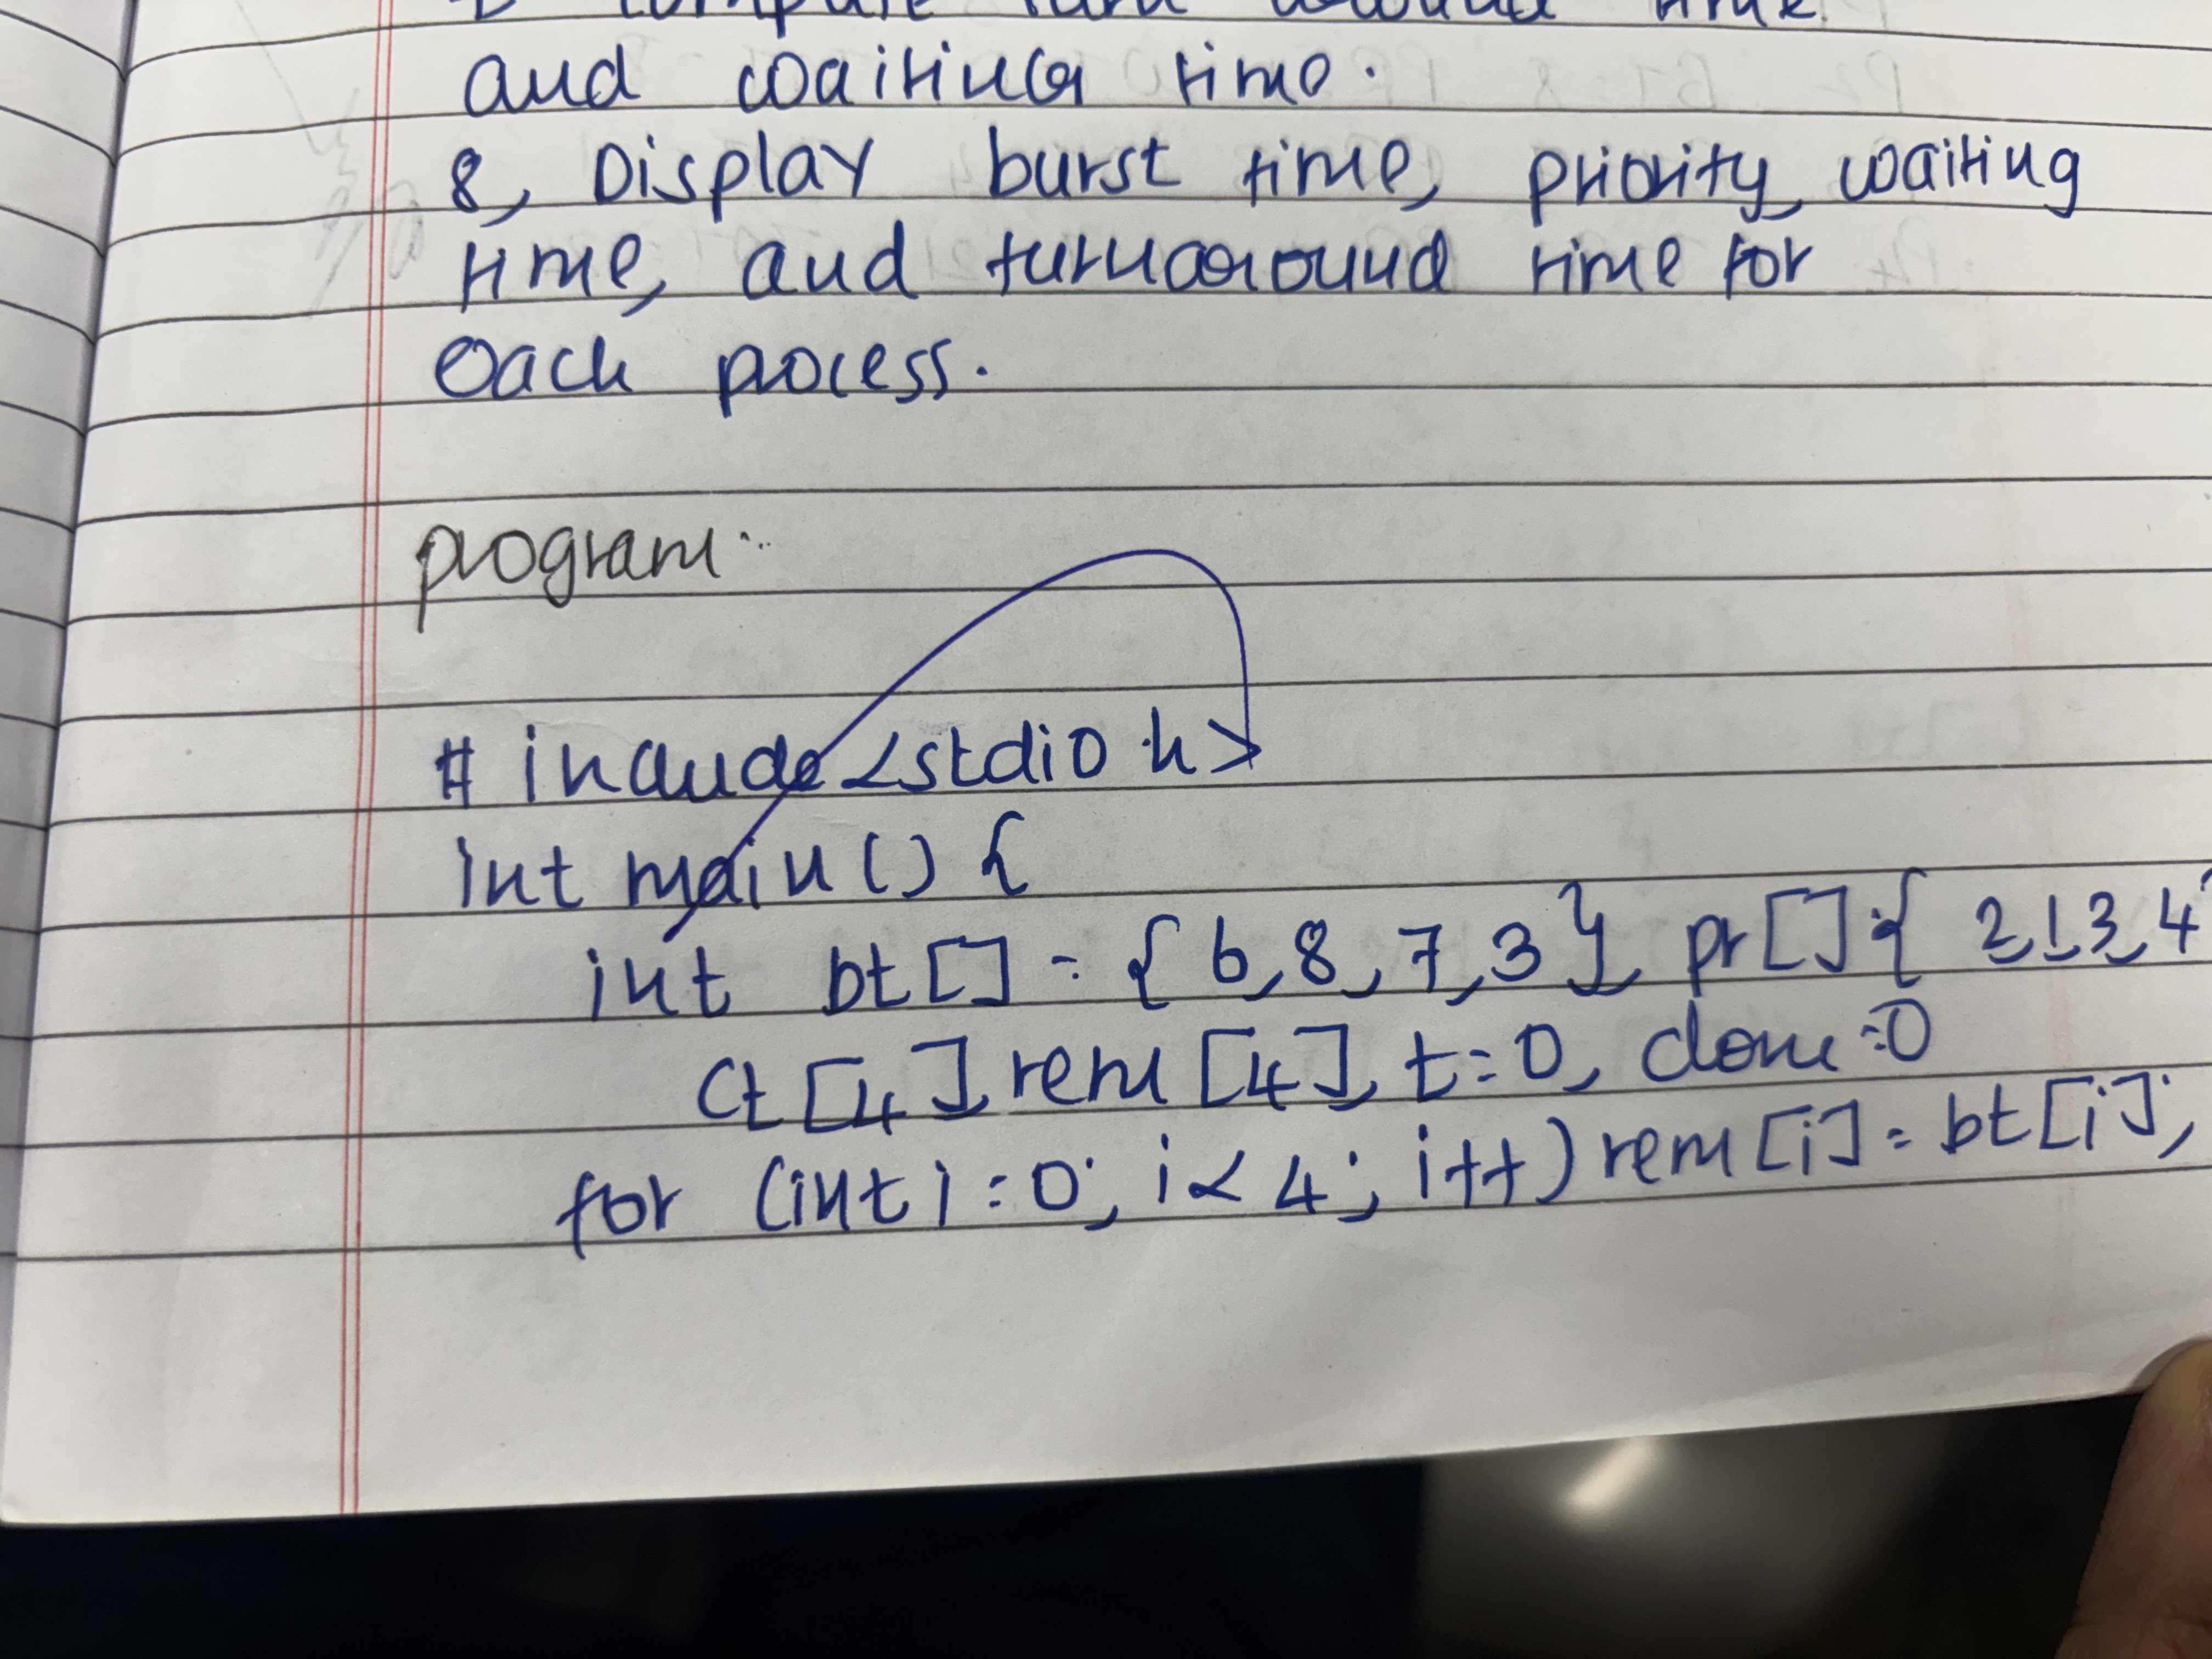 and waiting time.
8, Display burst time, priority, waiting
time, and turnaoround time for
each process.
program:
#include<stdio.h>
int main() {
int bt[] = {6,8,7,3}, pr[]={2,1,3,4
ct[4],rem[4],t=0,done=0
for (int i=0; i<4; i++) rem[i] = bt[i];